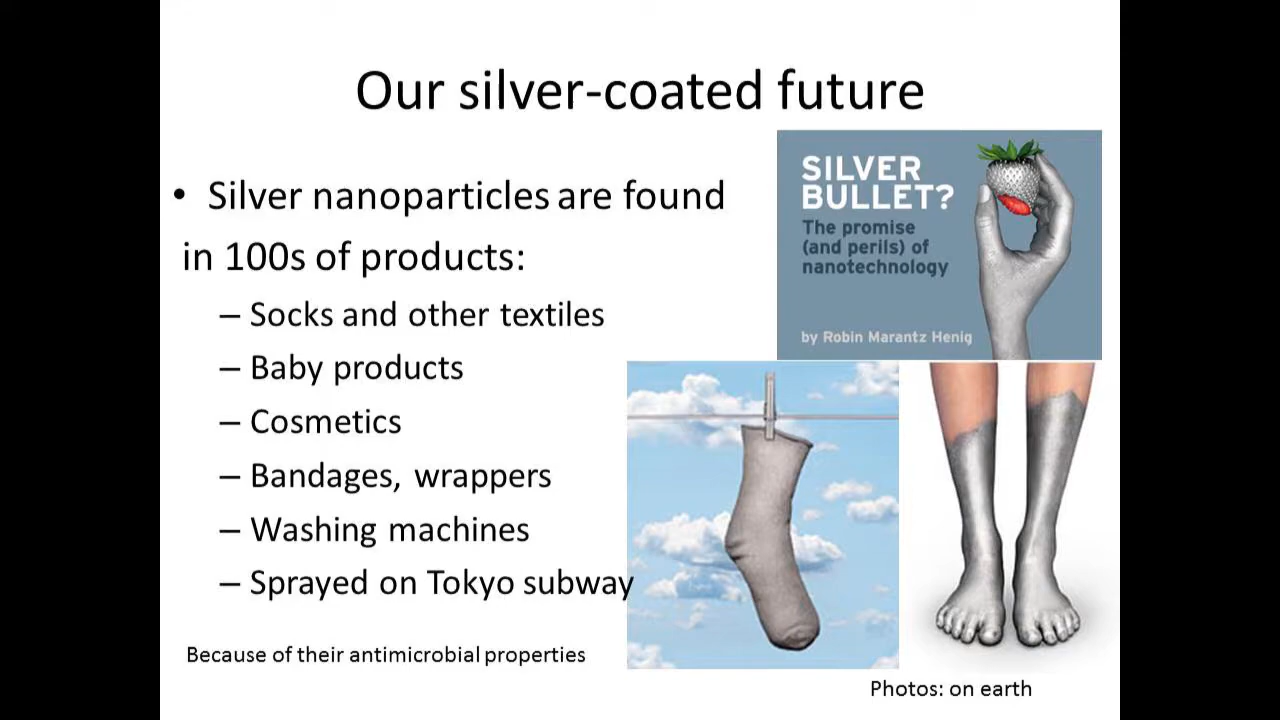 Our silver-coated future
• Silver nanoparticles are found
in 100s of products:
– Socks and other textiles
– Baby products
– Cosmetics
– Bandages, wrappers
– Washing machines
– Sprayed on Tokyo subway
Because of their antimicrobial properties
SILVER
BULLET?
The promise
(and perils) of
nanotechnology
by Robin Marantz Henig
Photos: on earth